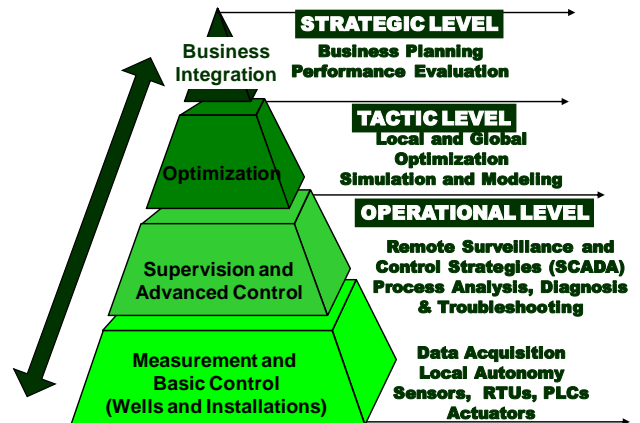 STRATEGIC LEVEL
Business
Integration
Business Planning
Performance Evaluation
TACTIC LEVEL
Local and Global
Optimization
Simulation and Modeling
Optimization
OPERATIONAL LEVEL
Remote Surveillance and
Control Strategies (SCADA)
Process Analysis, Diagnosis
& Troubleshooting
Supervision and
Advanced Control
Measurement and
Basic Control
(Wells and Installations)
Data Acquisition
Local Autonomy
Sensors, RTUs, PLCs
Actuators